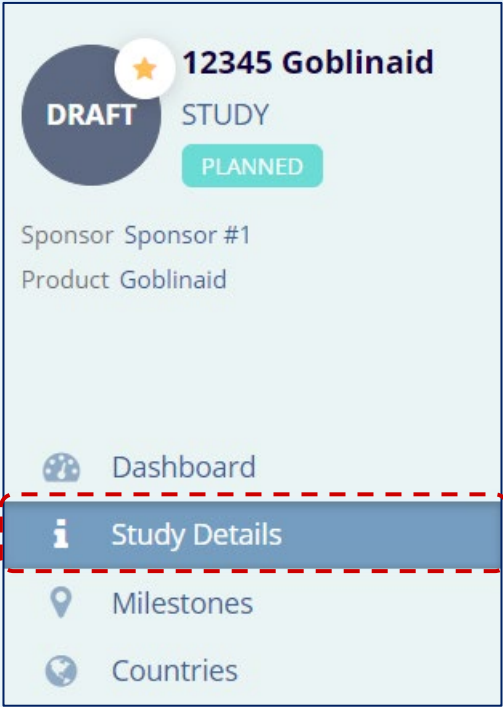 12345 Goblinaid
DRAFT
STUDY
PLANNED
Sponsor Sponsor #1
Product Goblinaid
Dashboard
Study Details
Milestones
Countries